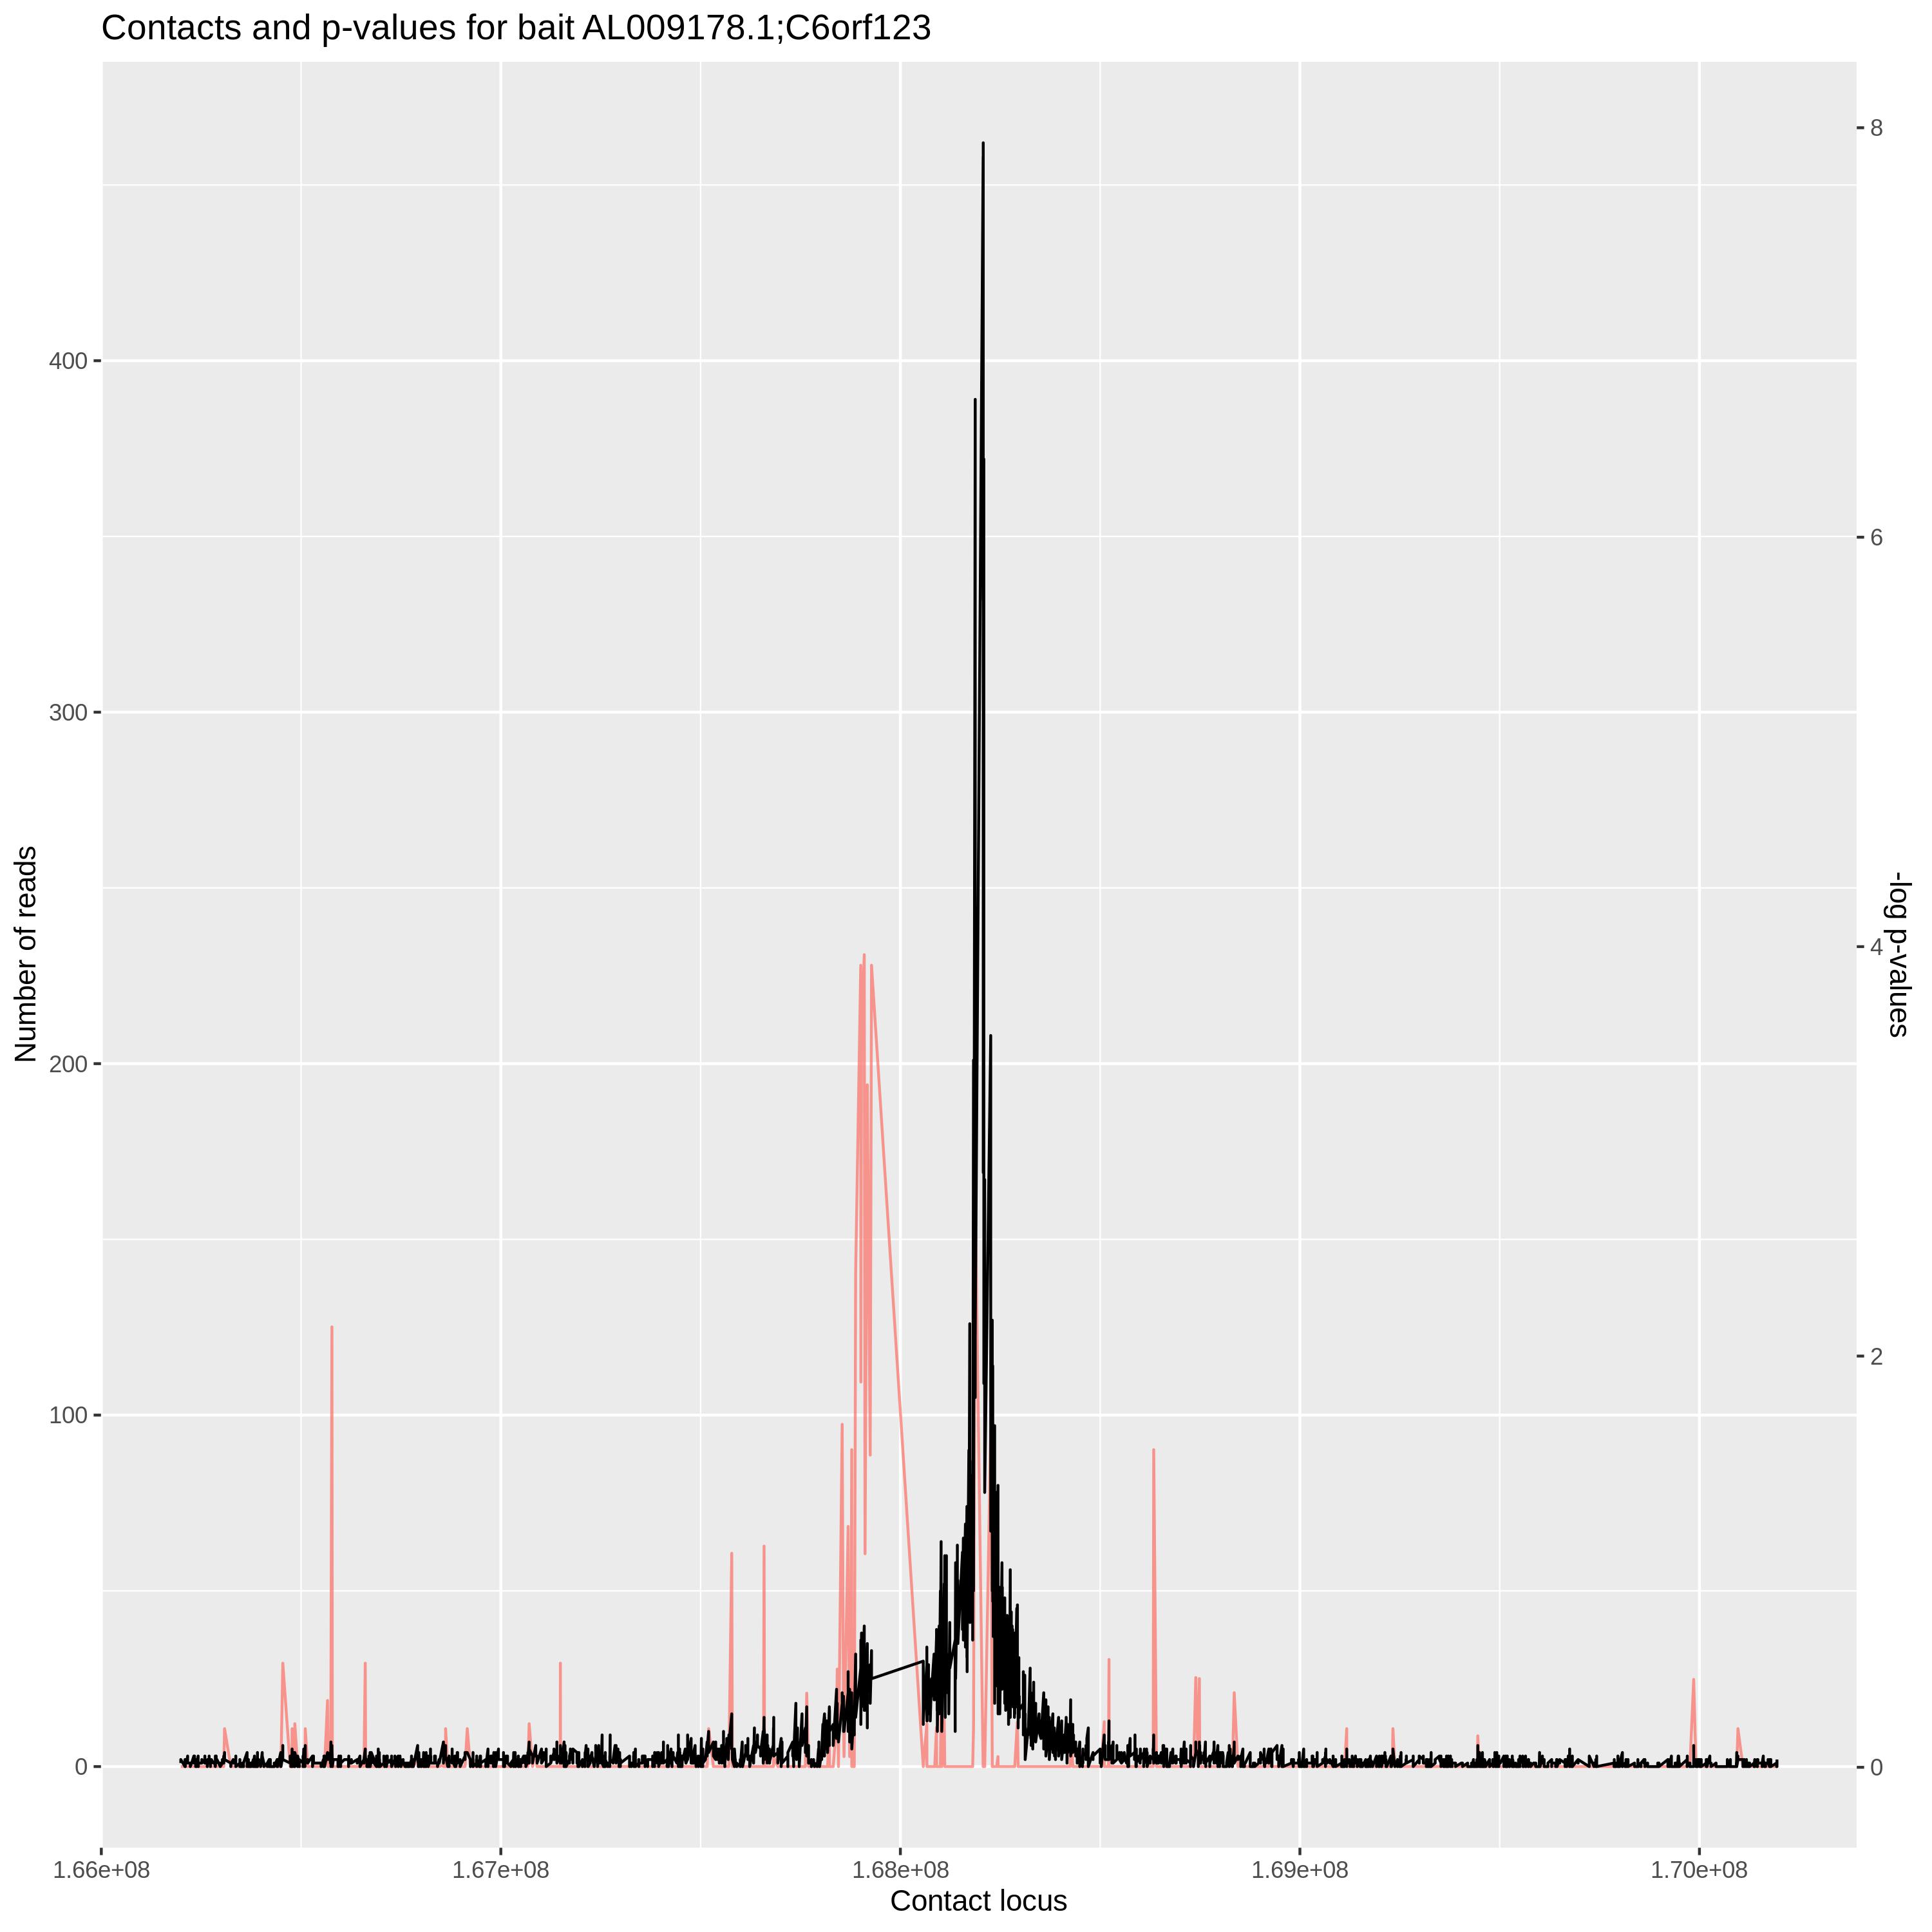 Contacts and p-values for bait AL009178.1;C6orf123
Number of reads
400
300
200
100
0
8
6
4
2
0
-log p-values
1.66e+08 1.67e+08 1.68e+08 1.69e+08 1.70e+08
Contact locus